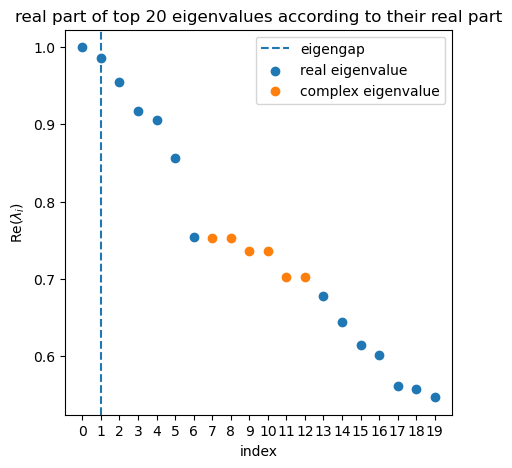 real part of top 20 eigenvalues according to their real part
eigengap
real eigenvalue
complex eigenvalue
1.0
0.9
0.8
0.7
0.6
Re(λi)
0 1 2 3 4 5 6 7 8 9 10 11 12 13 14 15 16 17 18 19
index